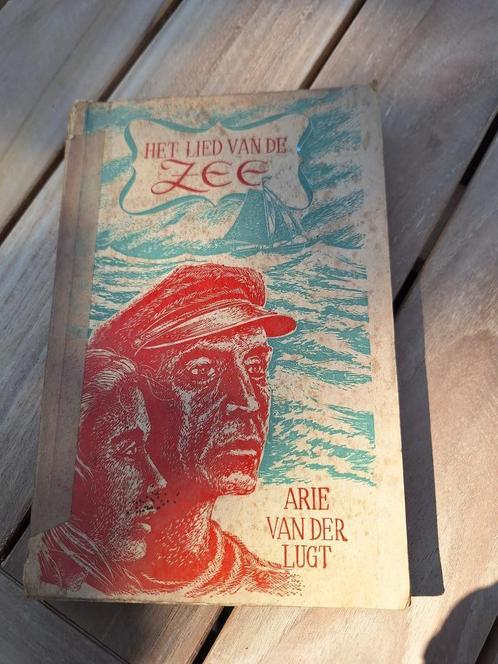 HET LIED VAN DE
ZEE
ARIE
VAN DER
LUGT